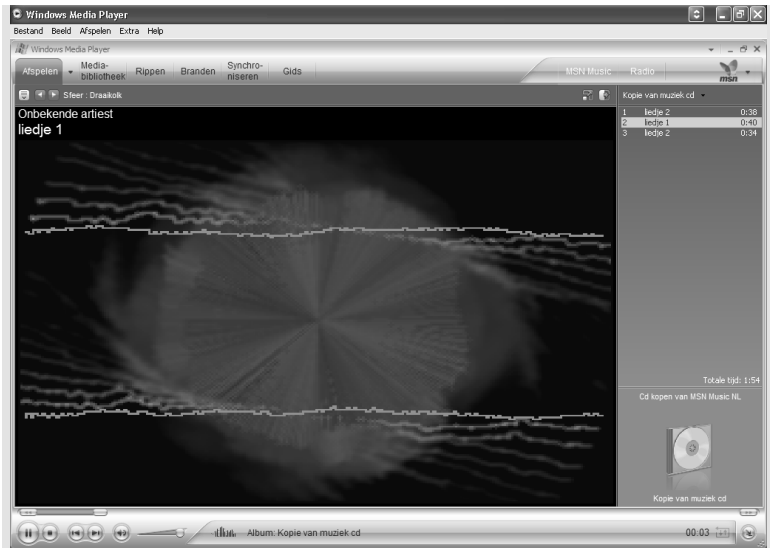 Windows Media Player
Bestand Beeld Afspelen Extra Help
Windows Media Player
Afspelen Media-bibliotheek Rippen Branden Synchro-niseren Gids MSN Music Radio
msn
Sfeer : Draaikolk
Kopie van muziek cd
Onbekende artiest
liedje 1
1 liedje 2 0:38
2 liedje 1 0:40
3 liedje 2 0:34
Totale tijd: 1:54
Cd kopen van MSN Music NL
Kopie van muziek cd
Album: Kopie van muziek cd
00:03